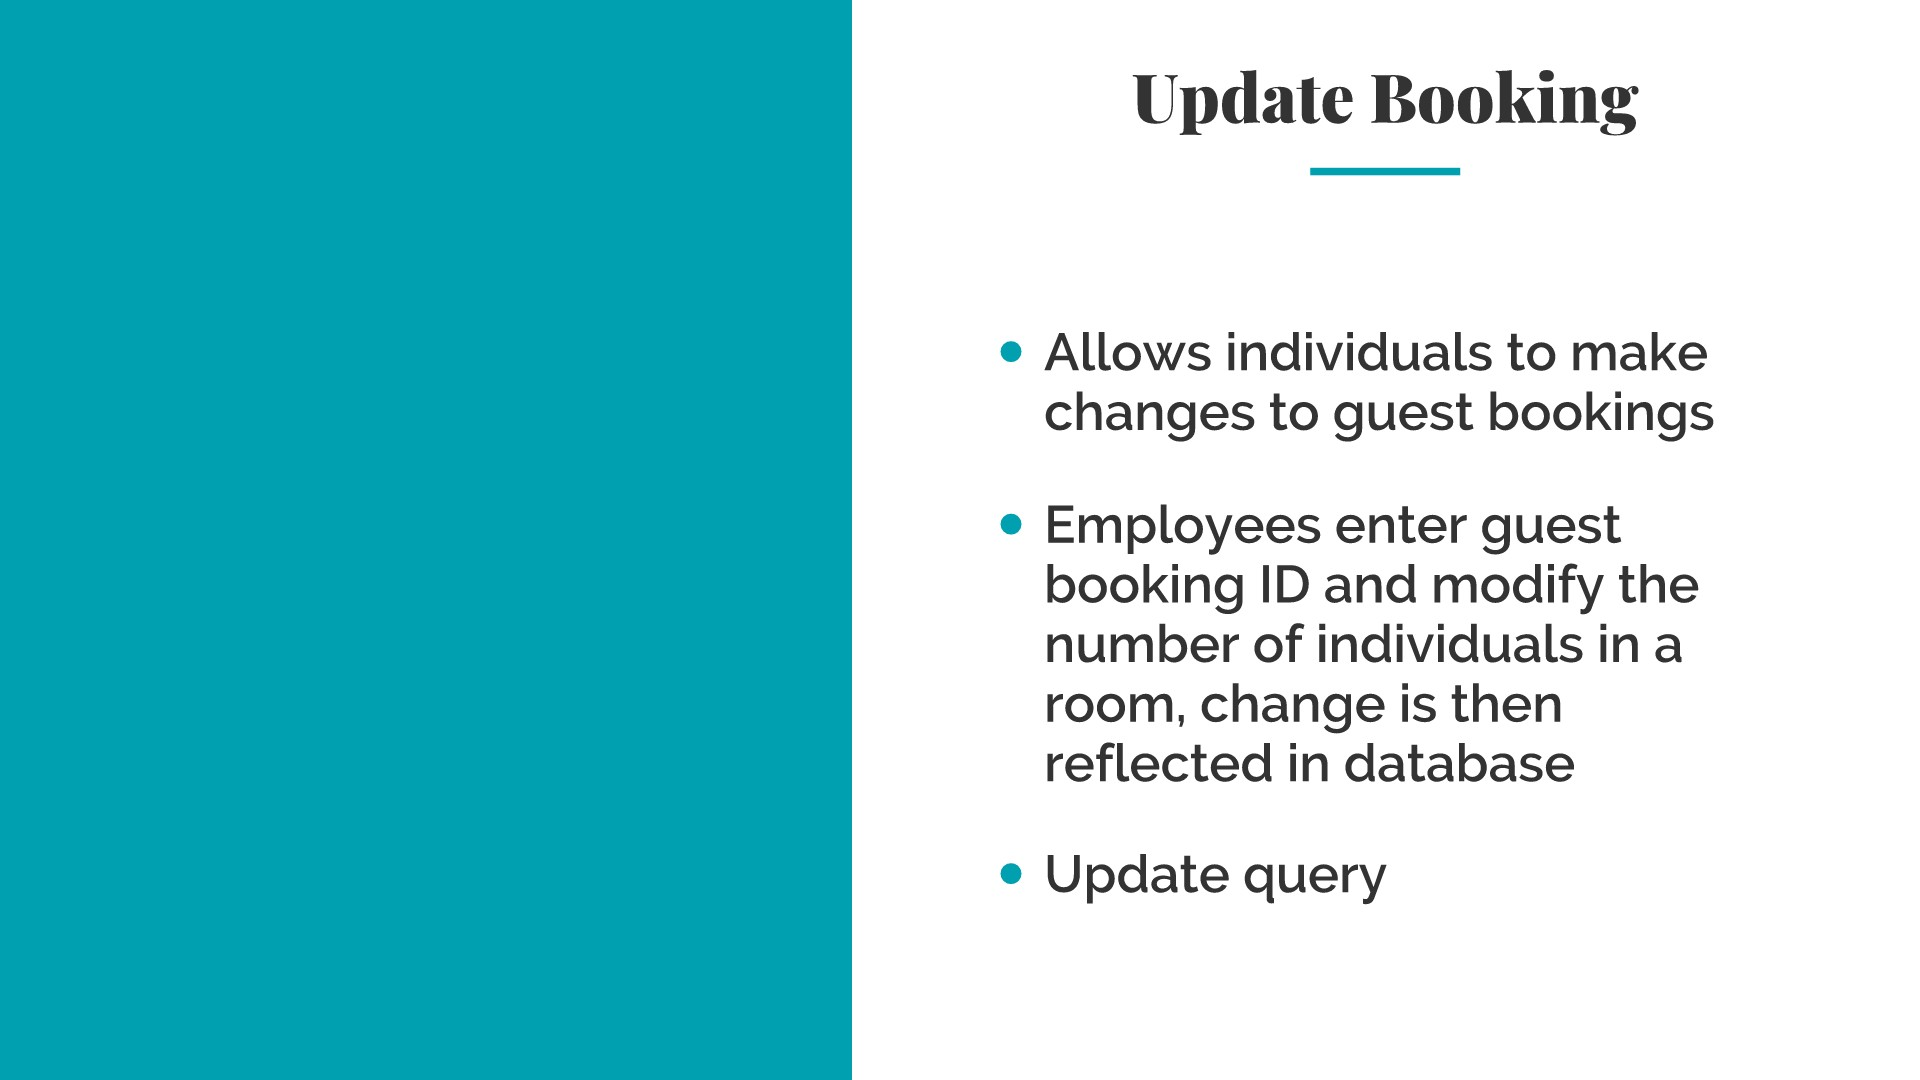 Update Booking
Allows individuals to make
changes to guest bookings
Employees enter guest
booking ID and modify the
number of individuals in a
room, change is then
reflected in database
Update query